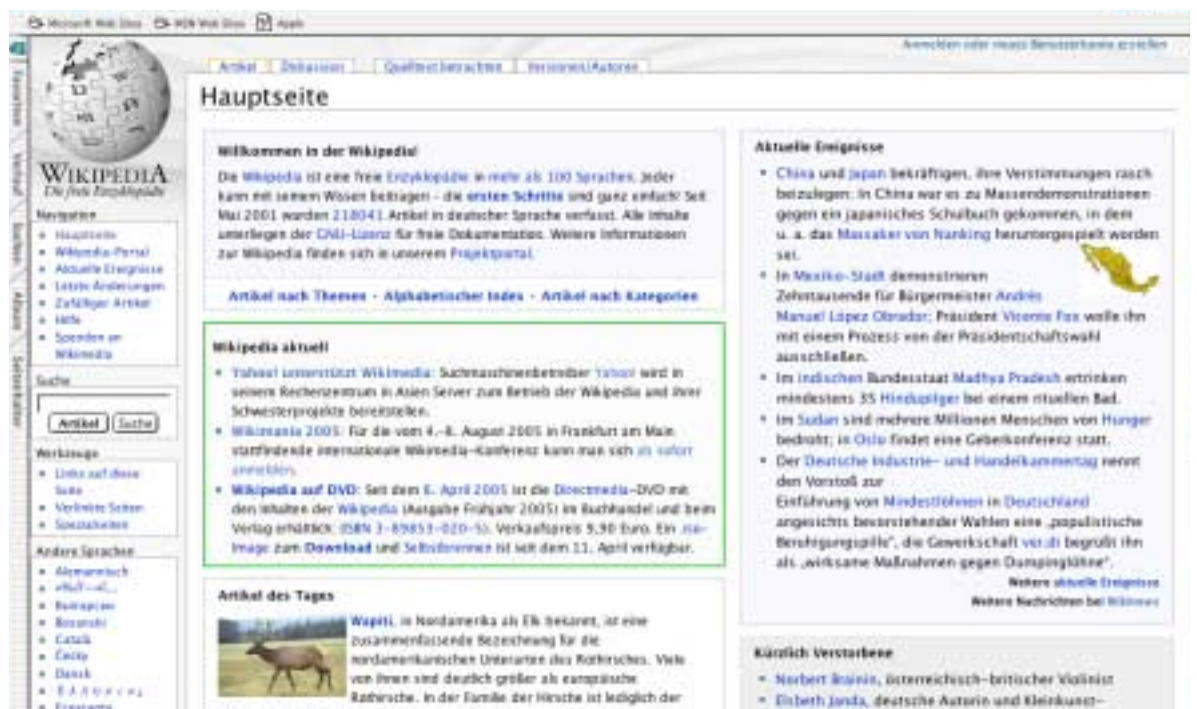 Microsoft Web Sites MSN Web Sites Apple
Anmelden oder neues Benutzerkonto erstellen
Favoriten
Verlauf
Suchen
Album
Seitenhalter
WIKIPEDIA
Die freie Enzyklopädie
Navigation
Hauptseite
Wikipedia-Portal
Aktuelle Ereignisse
Letzte Änderungen
Zufälliger Artikel
Hilfe
Spenden an
Wikimedia
Suche
Artikel Suche
Werkzeuge
Links auf diese
Seite
Verlinkte Seiten
Spezialseiten
Andere Sprachen
Alemannisch
Български
Bosanski
Català
Česky
Dansk
Ελληνικά
Esperanto
Artikel Diskussion Quelltext betrachten Versionen/Autoren
Hauptseite
Willkommen in der Wikipedia!
Die Wikipedia ist eine freie Enzyklopädie in mehr als 100 Sprachen. Jeder
kann mit seinem Wissen beitragen - die ersten Schritte sind ganz einfach! Seit
Mai 2001 wurden 218041 Artikel in deutscher Sprache verfasst. Alle Inhalte
unterliegen der GNU-Lizenz für freie Dokumentation. Weitere Informationen
zur Wikipedia finden sich in unserem Projektportal.
Artikel nach Themen · Alphabetischer Index · Artikel nach Kategorien
Wikipedia aktuell
Yahoo! unterstützt Wikimedia: Suchmaschinenbetreiber Yahoo! wird in
seinem Rechenzentrum in Asien Server zum Betrieb der Wikipedia und ihrer
Schwesterprojekte bereitstellen.
Wikimania 2005: Für die vom 4.-8. August 2005 in Frankfurt am Main
stattfindende internationale Wikimedia-Konferenz kann man sich ab sofort
anmelden.
Wikipedia auf DVD: Seit dem 6. April 2005 ist die Directmedia-DVD mit
den Inhalten der Wikipedia (Ausgabe Frühjahr 2005) im Buchhandel und beim
Verlag erhältlich: (ISBN 3-89853-020-5). Verkaufspreis 9,90 Euro. Ein .iso-
Image zum Download und Selbstbrennen ist seit dem 11. April verfügbar.
Artikel des Tages
Wapiti, in Nordamerika als Elk bekannt, ist eine
zusammenfassende Bezeichnung für die
nordamerikanischen Unterarten des Rothirsches. Viele
von ihnen sind deutlich größer als europäische
Rothirsche. In der Familie der Hirsche ist lediglich der
Aktuelle Ereignisse
China und Japan bekräftigen, ihre Verstimmungen rasch
beizulegen: In China war es zu Massendemonstrationen
gegen ein japanisches Schulbuch gekommen, in dem
u. a. das Massaker von Nanking heruntergespielt worden
sei.
In Mexiko-Stadt demonstrieren
Zehntausende für Bürgermeister Andrés
Manuel López Obrador; Präsident Vicente Fox wolle ihn
mit einem Prozess von der Präsidentschaftswahl
ausschließen.
Im indischen Bundesstaat Madhya Pradesh ertrinken
mindestens 35 Hindupilger bei einem rituellen Bad.
Im Sudan sind mehrere Millionen Menschen von Hunger
bedroht; in Oslo findet eine Geberkonferenz statt.
Der Deutsche Industrie- und Handelkammertag nennt
den Vorstoß zur
Einführung von Mindestlöhnen in Deutschland
angesichts bevorstehender Wahlen eine „populistische
Beruhigungspille“, die Gewerkschaft ver.di begrüßt ihn
als „wirksame Maßnahmen gegen Dumpinglöhne“.
Weitere aktuelle Ereignisse
Weitere Nachrichten bei Wikinews
Kürzlich Verstorbene
Norbert Brainin, österreichisch-britischer Violinist
Elsbeth Janda, deutsche Autorin und Kleinkunst-